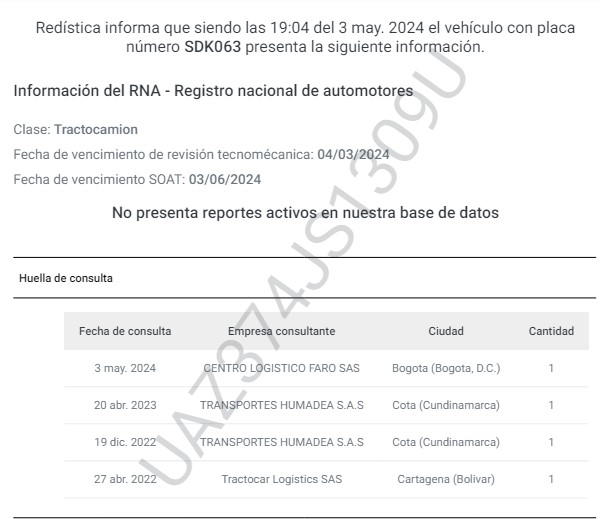 Redística informa que siendo las 19:04 del 3 may. 2024 el vehículo con placa
número SDK063 presenta la siguiente información.
Información del RNA - Registro nacional de automotores
Clase: Tractocamion
Fecha de vencimiento de revisión tecnomécanica: 04/03/2024
Fecha de vencimiento SOAT: 03/06/2024
No presenta reportes activos en nuestra base de datos
Huella de consulta
Fecha de consulta Empresa consultante Ciudad Cantidad
3 may. 2024 CENTRO LOGISTICO FARO SAS Bogota (Bogota, D.C.) 1
20 abr. 2023 TRANSPORTES HUMADEA S.A.S Cota (Cundinamarca) 1
19 dic. 2022 TRANSPORTES HUMADEA S.A.S Cota (Cundinamarca) 1
27 abr. 2022 Tractocar Logistics SAS Cartagena (Bolivar) 1
UAZ374JS1309U